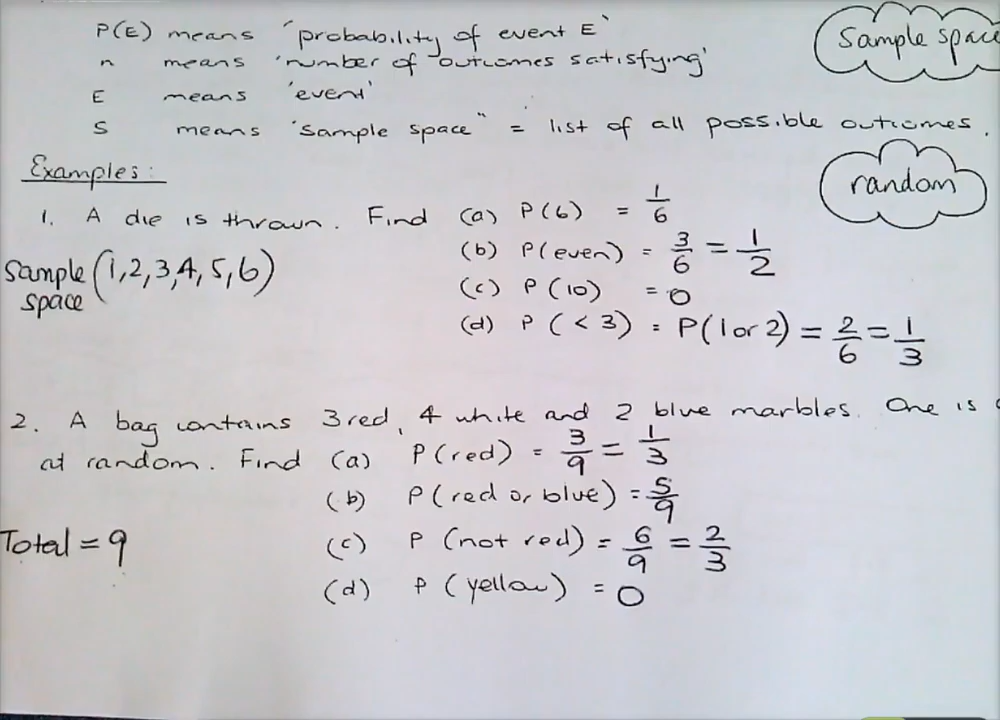 P(E) means 'probability of event E'
n means 'number of outcomes satisfying'
Sample space
E means 'event'
S means "sample space" = list of all possible outcomes.
Examples:
random
1. A die is thrown. Find (a) P(6) = 1/6
(b) P(even) = 3/6 = 1/2
Sample space (1,2,3,4,5,6)
(c) P(10) = 0
(d) P(<3) = P(1 or 2) = 2/6 = 1/3
2. A bag contains 3 red, 4 white and 2 blue marbles. One is
at random. Find (a) P(red) = 3/9 = 1/3
(b) P(red or blue) = 5/9
Total = 9
(c) P(not red) = 6/9 = 2/3
(d) P(yellow) = 0